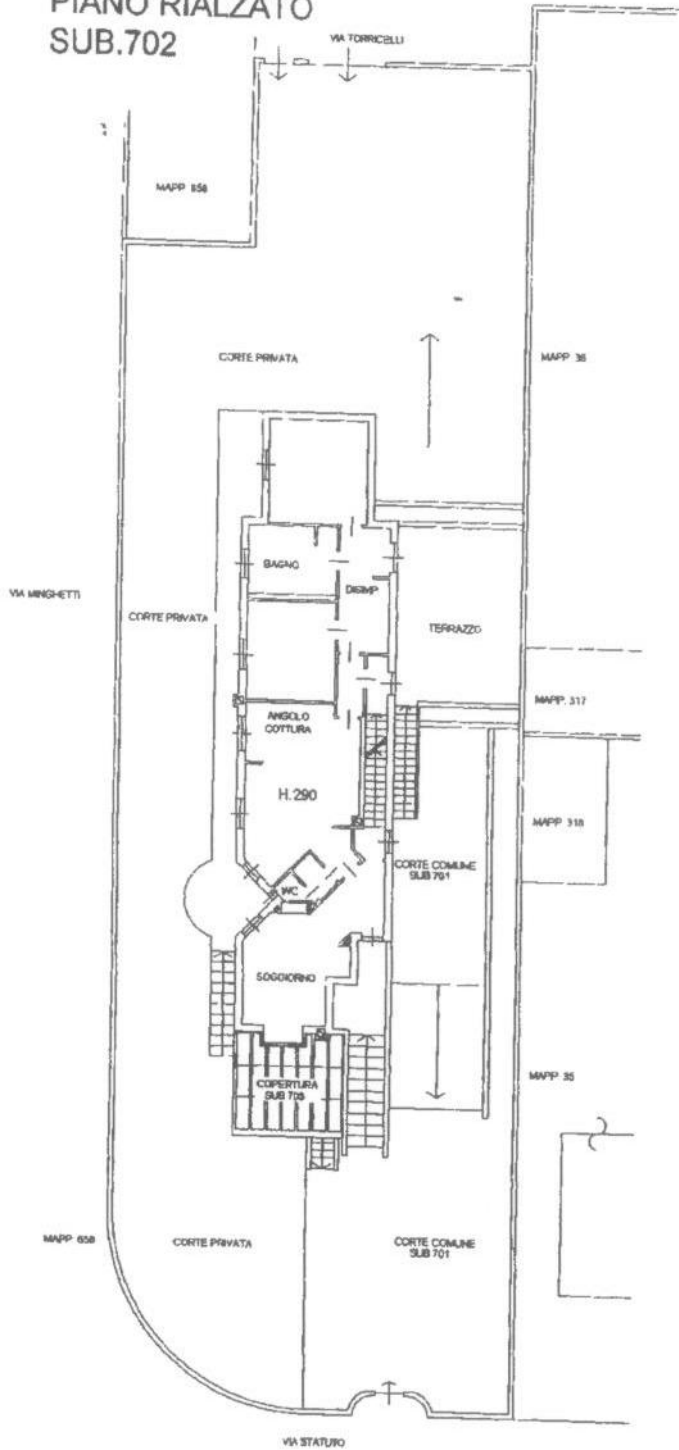 PIANO RIALZATO
SUB.702
VIA TORRICELLI
MAPP 858
CORTE PRIVATA
MAPP 36
BAGNO
DISIMP
VIA MINGHETTI
CORTE PRIVATA
TERRAZZO
MAPP. 317
ANGOLO
COTTURA
H.290
MAPP 318
CORTE COMUNE
SUB 701
WC
SOGGIORNO
COPERTURA
SUB 705
MAPP 35
MAPP 658
CORTE PRIVATA
CORTE COMUNE
SUB 701
VIA STATUTO